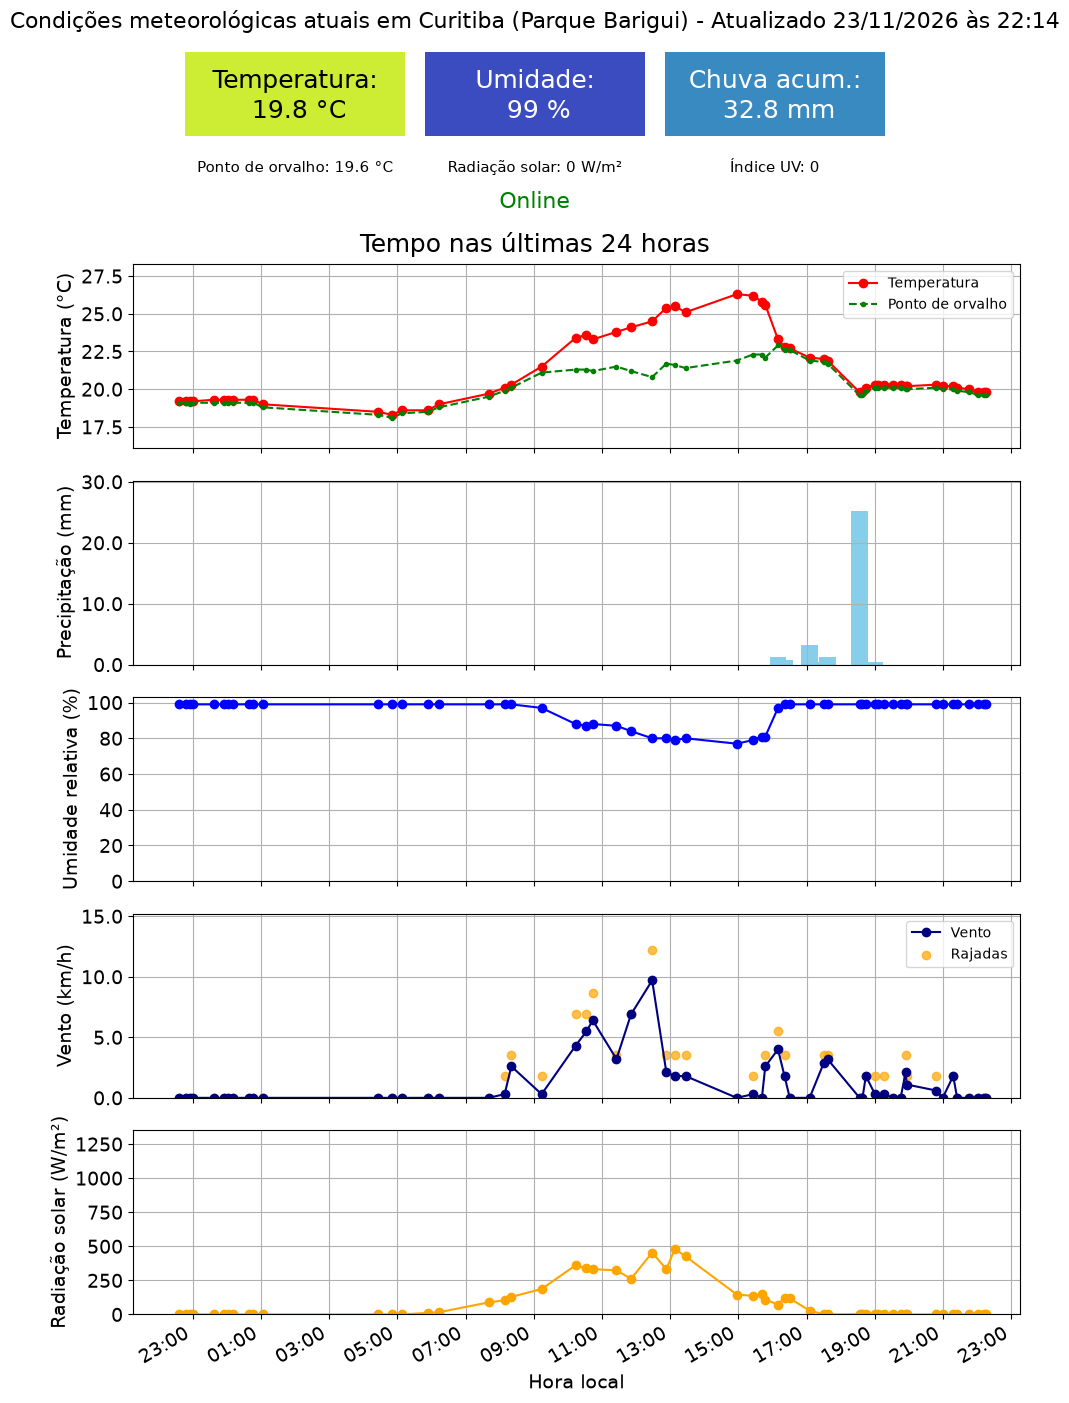 Condições meteorológicas atuais em Curitiba (Parque Barigui) - Atualizado 23/11/2026 às 22:14
Temperatura:
19.8 °C
Umidade:
99 %
Chuva acum.:
32.8 mm
Ponto de orvalho: 19.6 °C
Radiação solar: 0 W/m²
Índice UV: 0
Online
Tempo nas últimas 24 horas
Temperatura (°C)
27.5
25.0
22.5
20.0
17.5
Temperatura
Ponto de orvalho
Precipitação (mm)
30.0
20.0
10.0
0.0
Umidade relativa (%)
100
80
60
40
20
0
Vento (km/h)
15.0
10.0
5.0
0.0
Vento
Rajadas
Radiação solar (W/m²)
1250
1000
750
500
250
0
23:00 01:00 03:00 05:00 07:00 09:00 11:00 13:00 15:00 17:00 19:00 21:00 23:00
Hora local